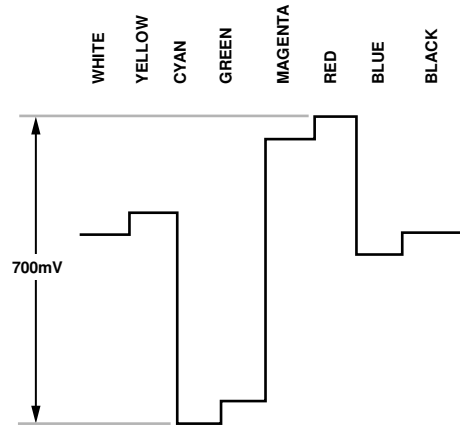 WHITE
YELLOW
CYAN
GREEN
MAGENTA
RED
BLUE
BLACK
700mV